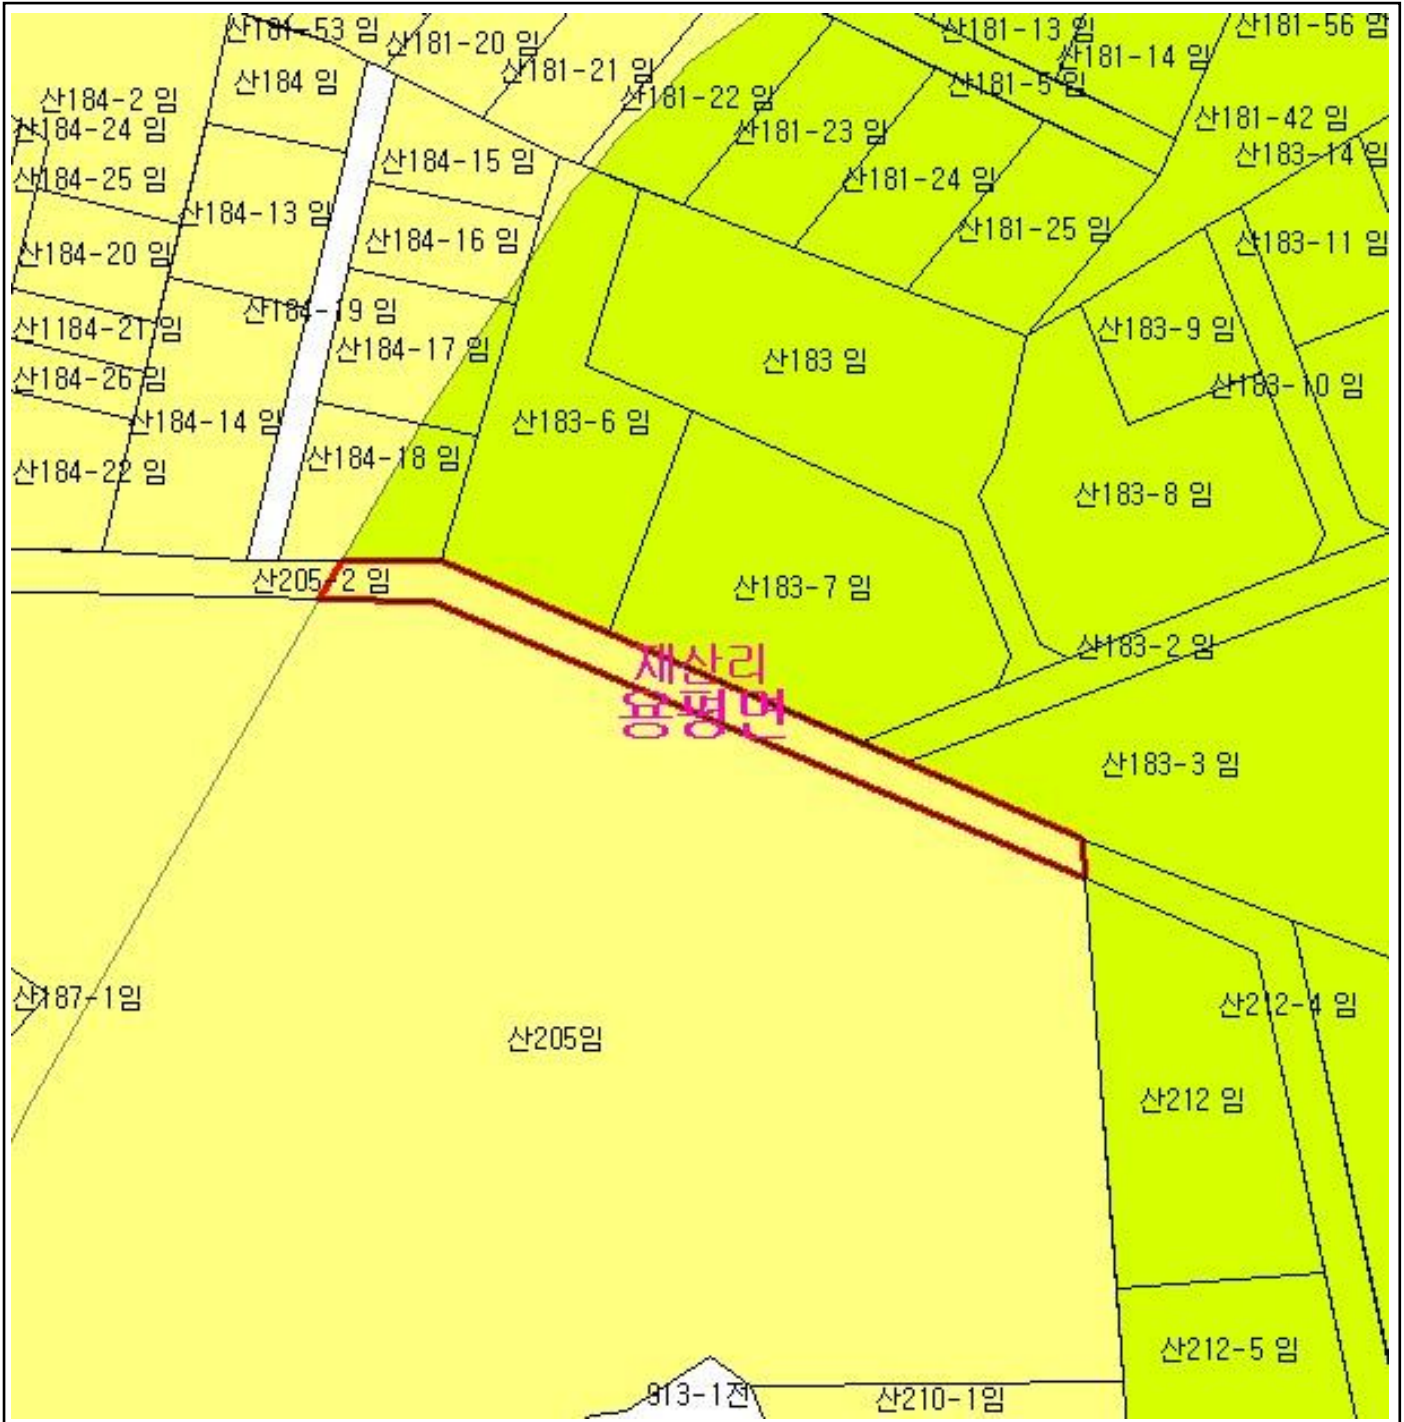 산181-53 임
산181-20 임
산181-13 임
산181-56 임
산184 임
산181-21 임
산181-14 임
산184-2 임
산181-22 임
산181-5 임
산184-24 임
산181-23 임
산181-42 임
산184-15 임
산183-14 임
산184-25 임
산181-24 임
산184-13 임
산181-25 임
산184-16 임
산183-11 임
산184-20 임
산184-19 임
산1184-21 임
산184-17 임
산183 임
산183-9 임
산184-26 임
산183-10 임
산184-14 임
산183-6 임
산184-22 임
산184-18 임
산183-8 임
산205-2 임
산183-7 임
산183-2 임
재산리
용평면
산183-3 임
산187-1임
산212-4 임
산205임
산212 임
산212-5 임
913-1전
산210-1임